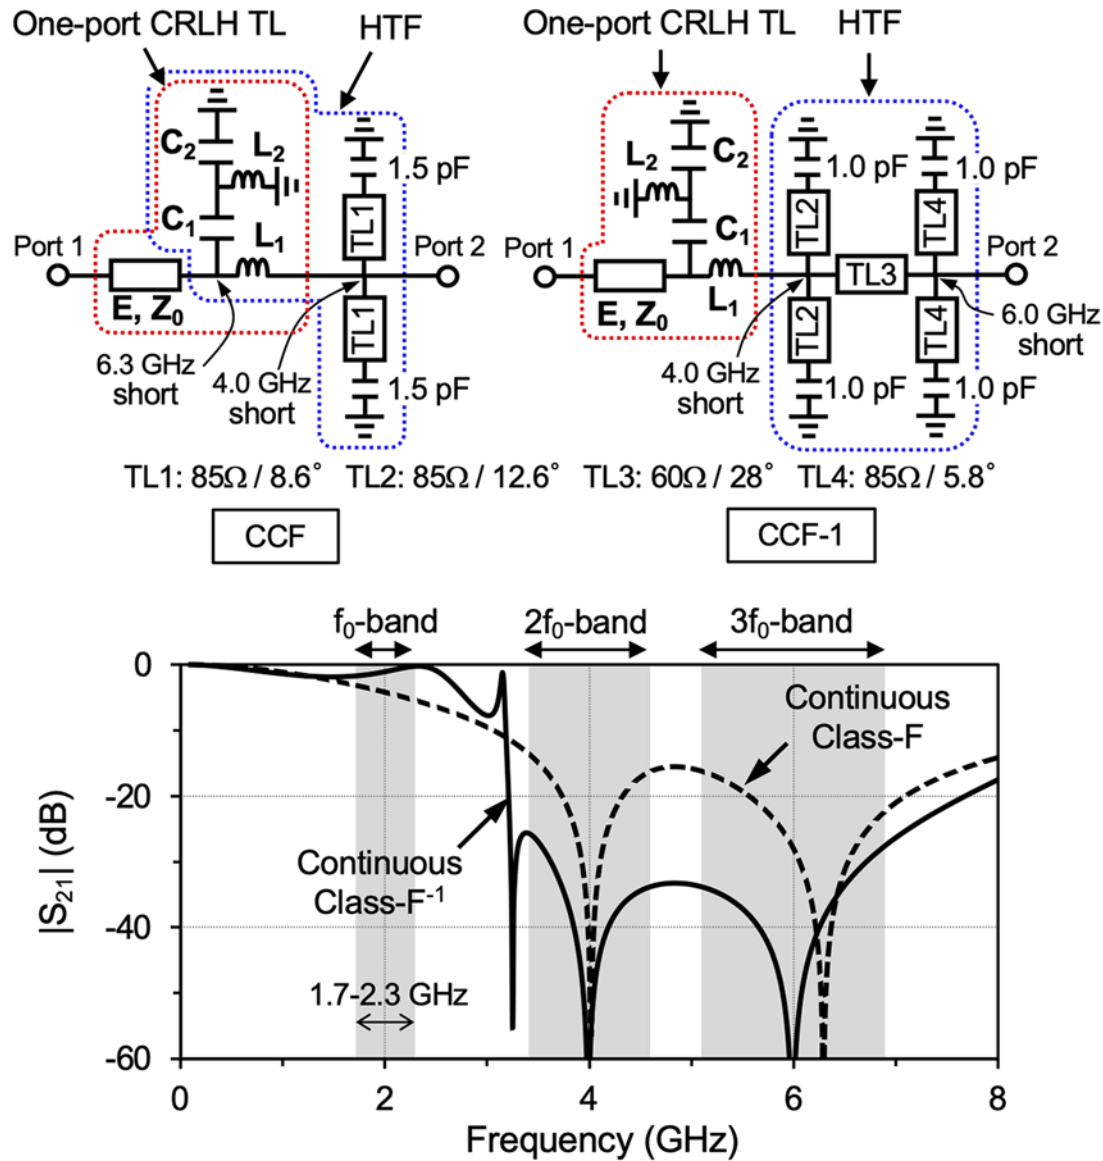 One-port CRLH TL
HTF
C2
L2
1.5 pF
C1
L1
TL1
Port 1
Port 2
E, Z0
TL1
6.3 GHz
short
4.0 GHz
short
1.5 pF
One-port CRLH TL
HTF
L2
C2
1.0 pF
1.0 pF
C1
TL2
TL4
Port 1
Port 2
TL3
E, Z0
L1
TL2
TL4
6.0 GHz
short
4.0 GHz
short
1.0 pF
1.0 pF
TL1: 85Ω / 8.6° TL2: 85Ω / 12.6° TL3: 60Ω / 28° TL4: 85Ω / 5.8°
CCF
CCF-1
f0-band
2f0-band
3f0-band
0
-20
-40
-60
|S21| (dB)
Continuous
Class-F
Continuous
Class-F-1
1.7-2.3 GHz
0 2 4 6 8
Frequency (GHz)